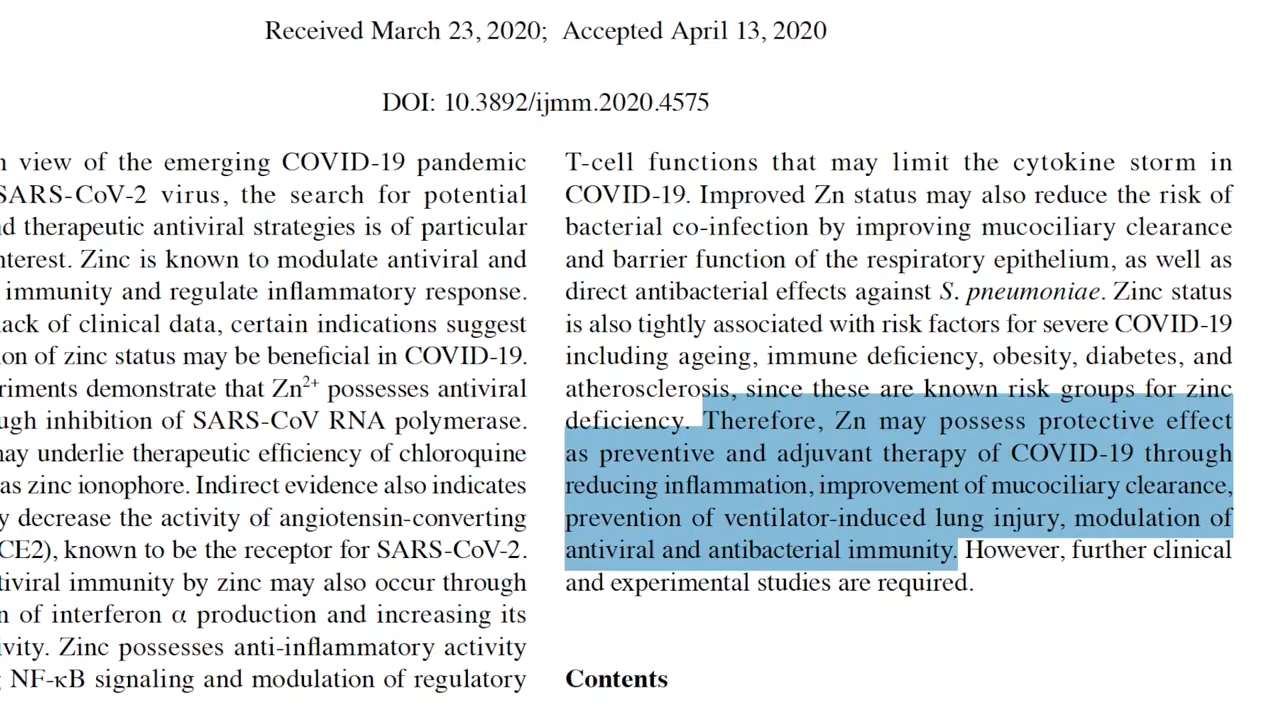 Received March 23, 2020; Accepted April 13, 2020
DOI: 10.3892/ijmm.2020.4575
view of the emerging COVID-19 pandemic
SARS-CoV-2 virus, the search for potential
therapeutic antiviral strategies is of particular
Zinc is known to modulate antiviral and
immunity and regulate inflammatory response.
of clinical data, certain indications suggest
of zinc status may be beneficial in COVID-19.
demonstrate that Zn2+ possesses antiviral
inhibition of SARS-CoV RNA polymerase.
underlie therapeutic efficiency of chloroquine
as zinc ionophore. Indirect evidence also indicates
decrease the activity of angiotensin-converting
known to be the receptor for SARS-CoV-2.
immunity by zinc may also occur through
of interferon α production and increasing its
Zinc possesses anti-inflammatory activity
NF-κB signaling and modulation of regulatory
T-cell functions that may limit the cytokine storm in
COVID-19. Improved Zn status may also reduce the risk of
bacterial co-infection by improving mucociliary clearance
and barrier function of the respiratory epithelium, as well as
direct antibacterial effects against S. pneumoniae. Zinc status
is also tightly associated with risk factors for severe COVID-19
including ageing, immune deficiency, obesity, diabetes, and
atherosclerosis, since these are known risk groups for zinc
deficiency. Therefore, Zn may possess protective effect
as preventive and adjuvant therapy of COVID-19 through
reducing inflammation, improvement of mucociliary clearance,
prevention of ventilator-induced lung injury, modulation of
antiviral and antibacterial immunity. However, further clinical
and experimental studies are required.
Contents